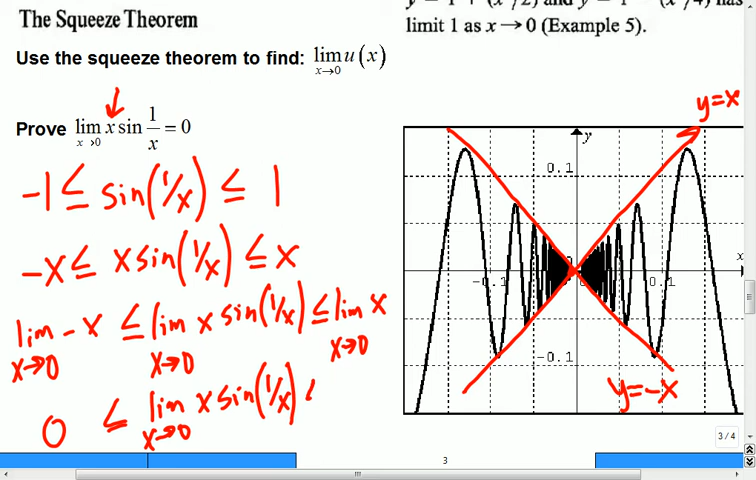 The Squeeze Theorem
limit 1 as x→0 (Example 5).
Use the squeeze theorem to find: lim x→0 u(x)
Prove lim x→0 x sin 1/x = 0
-1 ≤ sin(1/x) ≤ 1
-x ≤ x sin(1/x) ≤ x
lim x→0 -x ≤ lim x→0 x sin(1/x) ≤ lim x→0 x
0 ≤ lim x→0 x sin(1/x)
y=x
y
0.1
x
-0.1 0.1
-0.1
y=-x
3/4
3